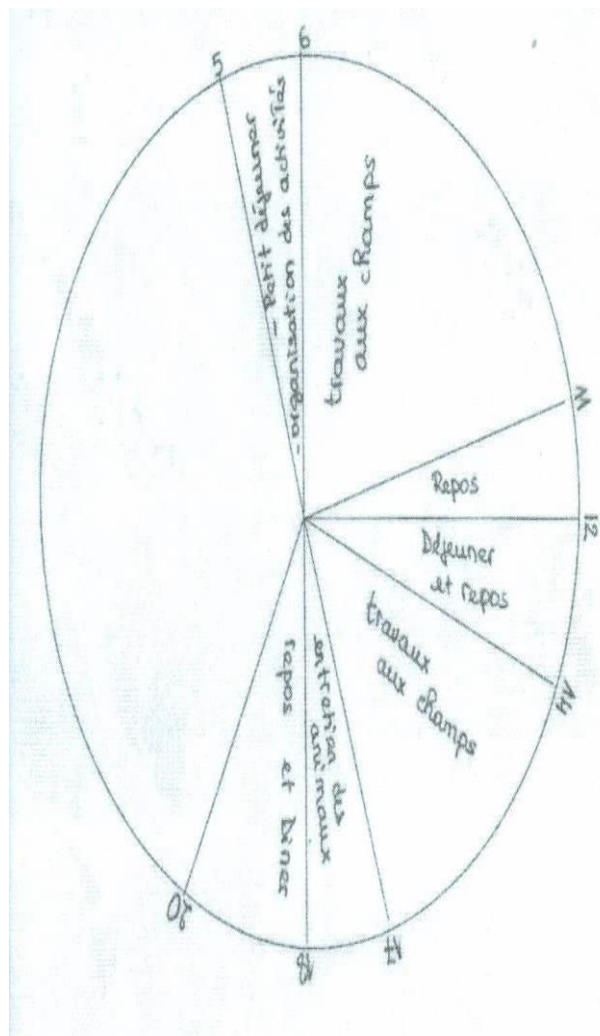 5
6
- Petit déjeuner
- organisation des activités
travaux
aux champs
11
Repos
12
Déjeuner
et repos
14
travaux
aux champs
17
entretien des
animaux
18
repos et Diner
20